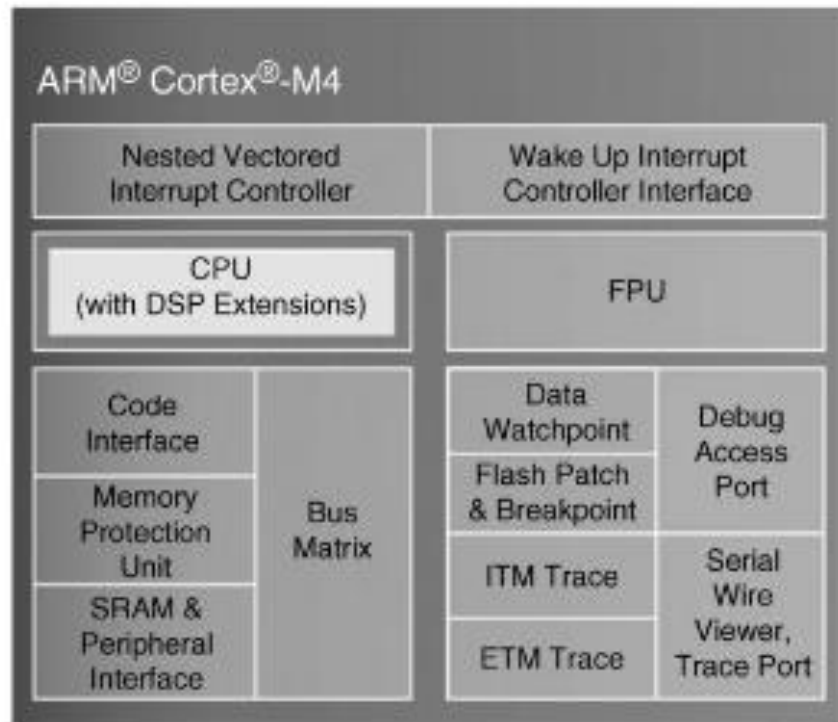 ARM® Cortex®-M4
Nested Vectored
Interrupt Controller
Wake Up Interrupt
Controller Interface
CPU
(with DSP Extensions)
FPU
Code
Interface
Memory
Protection
Unit
SRAM &
Peripheral
Interface
Bus
Matrix
Data
Watchpoint
Flash Patch
& Breakpoint
ITM Trace
ETM Trace
Debug
Access
Port
Serial
Wire
Viewer,
Trace Port